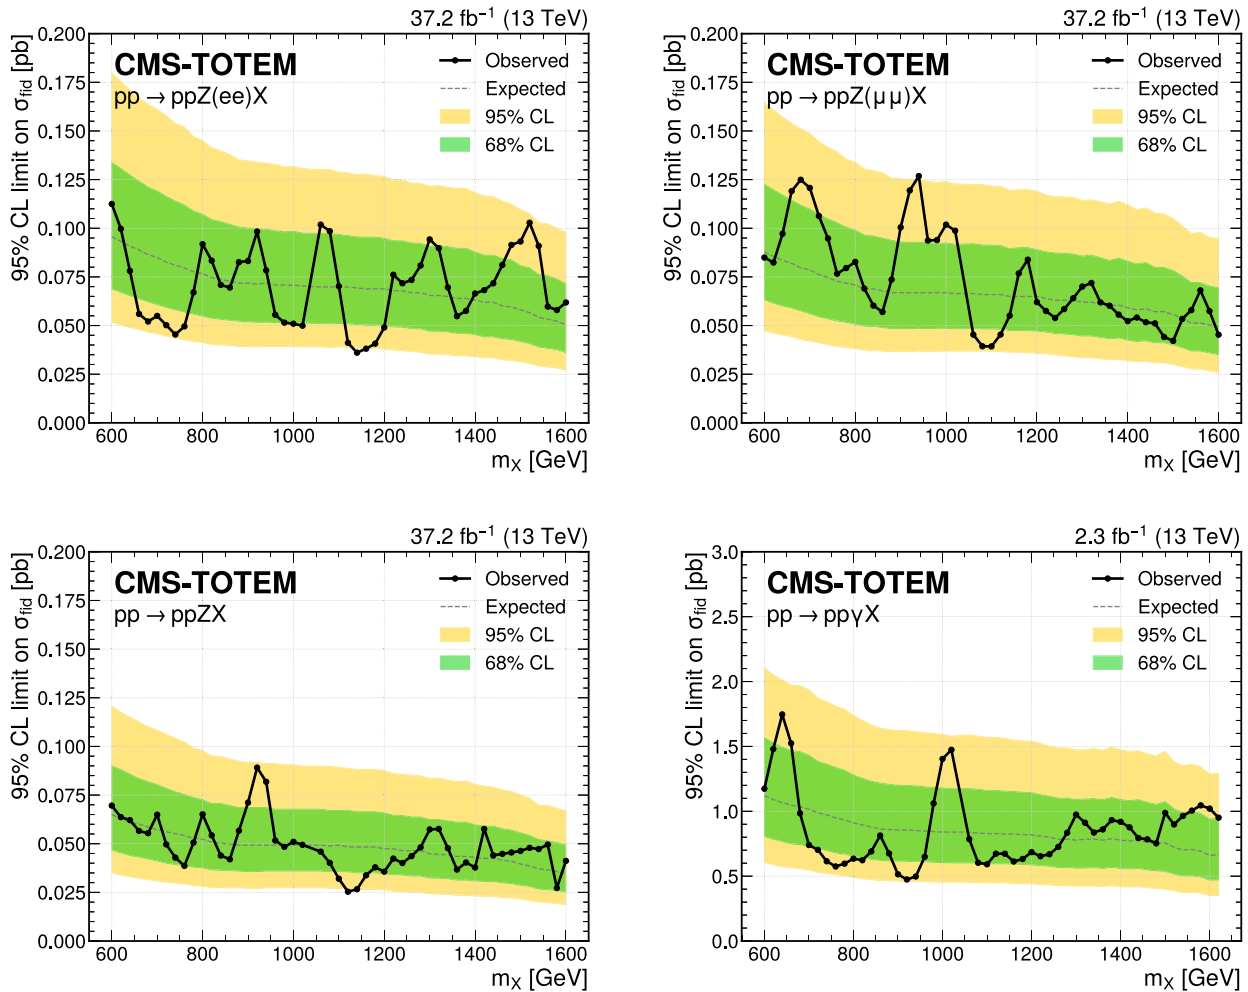 37.2 fb⁻¹ (13 TeV)
95% CL limit on σfid [pb]
0.200
0.175
0.150
0.125
0.100
0.075
0.050
0.025
0.000
CMS-TOTEM
pp → ppZ(ee)X
Observed
Expected
95% CL
68% CL
600 800 1000 1200 1400 1600
mX [GeV]
37.2 fb⁻¹ (13 TeV)
95% CL limit on σfid [pb]
0.200
0.175
0.150
0.125
0.100
0.075
0.050
0.025
0.000
CMS-TOTEM
pp → ppZ(μμ)X
Observed
Expected
95% CL
68% CL
600 800 1000 1200 1400 1600
mX [GeV]
37.2 fb⁻¹ (13 TeV)
95% CL limit on σfid [pb]
0.200
0.175
0.150
0.125
0.100
0.075
0.050
0.025
0.000
CMS-TOTEM
pp → ppZX
Observed
Expected
95% CL
68% CL
600 800 1000 1200 1400 1600
mX [GeV]
2.3 fb⁻¹ (13 TeV)
95% CL limit on σfid [pb]
3.0
2.5
2.0
1.5
1.0
0.5
0.0
CMS-TOTEM
pp → ppγX
Observed
Expected
95% CL
68% CL
600 800 1000 1200 1400 1600
mX [GeV]